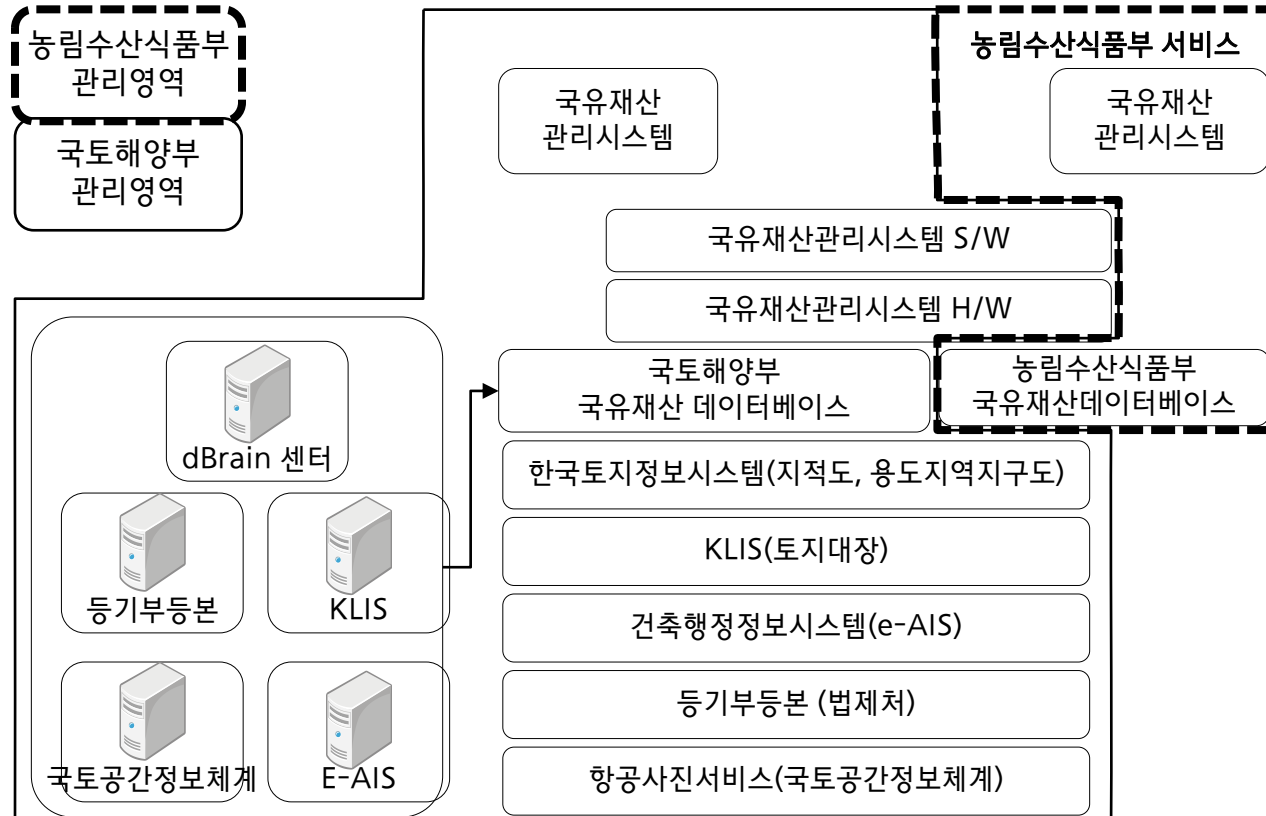 농림수산식품부
관리영역
국토해양부
관리영역
농림수산식품부 서비스
국유재산
관리시스템
국유재산
관리시스템
국유재산관리시스템 S/W
국유재산관리시스템 H/W
국토해양부
국유재산 데이터베이스
농림수산식품부
국유재산데이터베이스
dBrain 센터
등기부등본
KLIS
국토공간정보체계
E-AIS
한국토지정보시스템(지적도, 용도지역지구도)
KLIS(토지대장)
건축행정정보시스템(e-AIS)
등기부등본 (법제처)
항공사진서비스(국토공간정보체계)